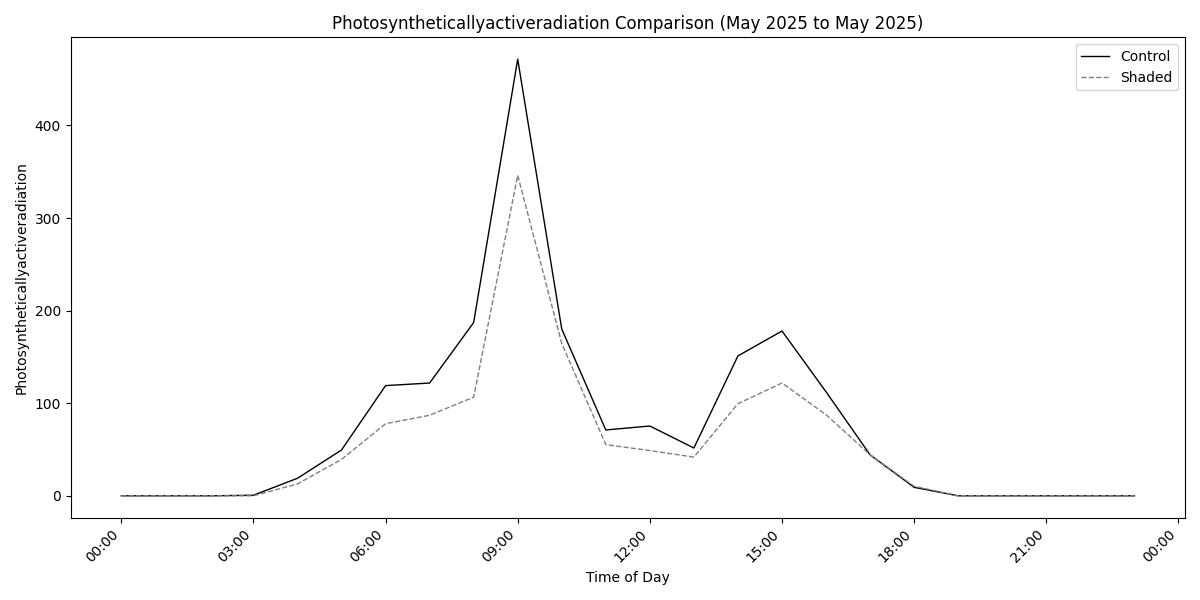 Photosyntheticallyactiveradiation Comparison (May 2025 to May 2025)
Control
Shaded
Photosyntheticallyactiveradiation
400
300
200
100
0
00:00
03:00
06:00
09:00
12:00
15:00
18:00
21:00
00:00
Time of Day